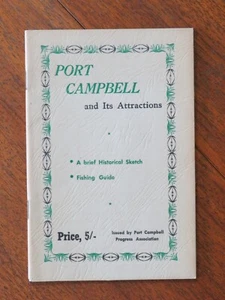 PORT
CAMPBELL
and Its Attractions
* A brief Historical Sketch
* Fishing Guide
Price, 5/-
Issued by Port Campbell
Progress Association